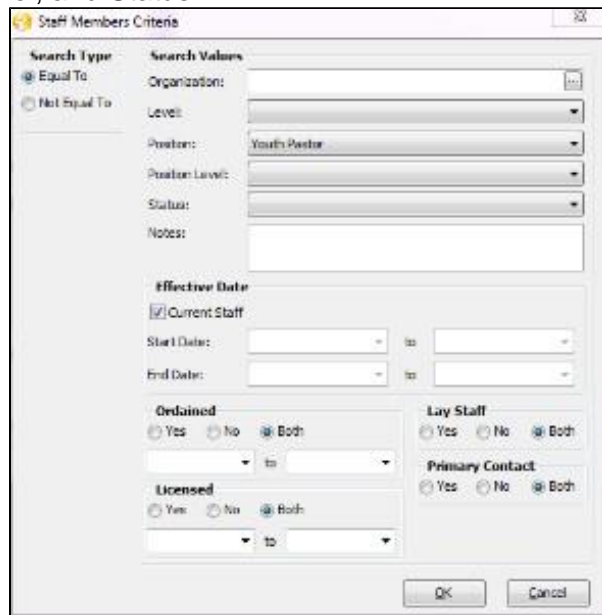 Staff Members Criteria
Search Type
Equal To
Not Equal To
Search Values
Organization:
Level:
Position: Youth Pastor
Position Level:
Status:
Notes:
Effective Date
Current Staff
Start Date: to
End Date: to
Ordained
Yes No Both
to
Licensed
Yes No Both
to
Lay Staff
Yes No Both
Primary Contact
Yes No Both
OK Cancel